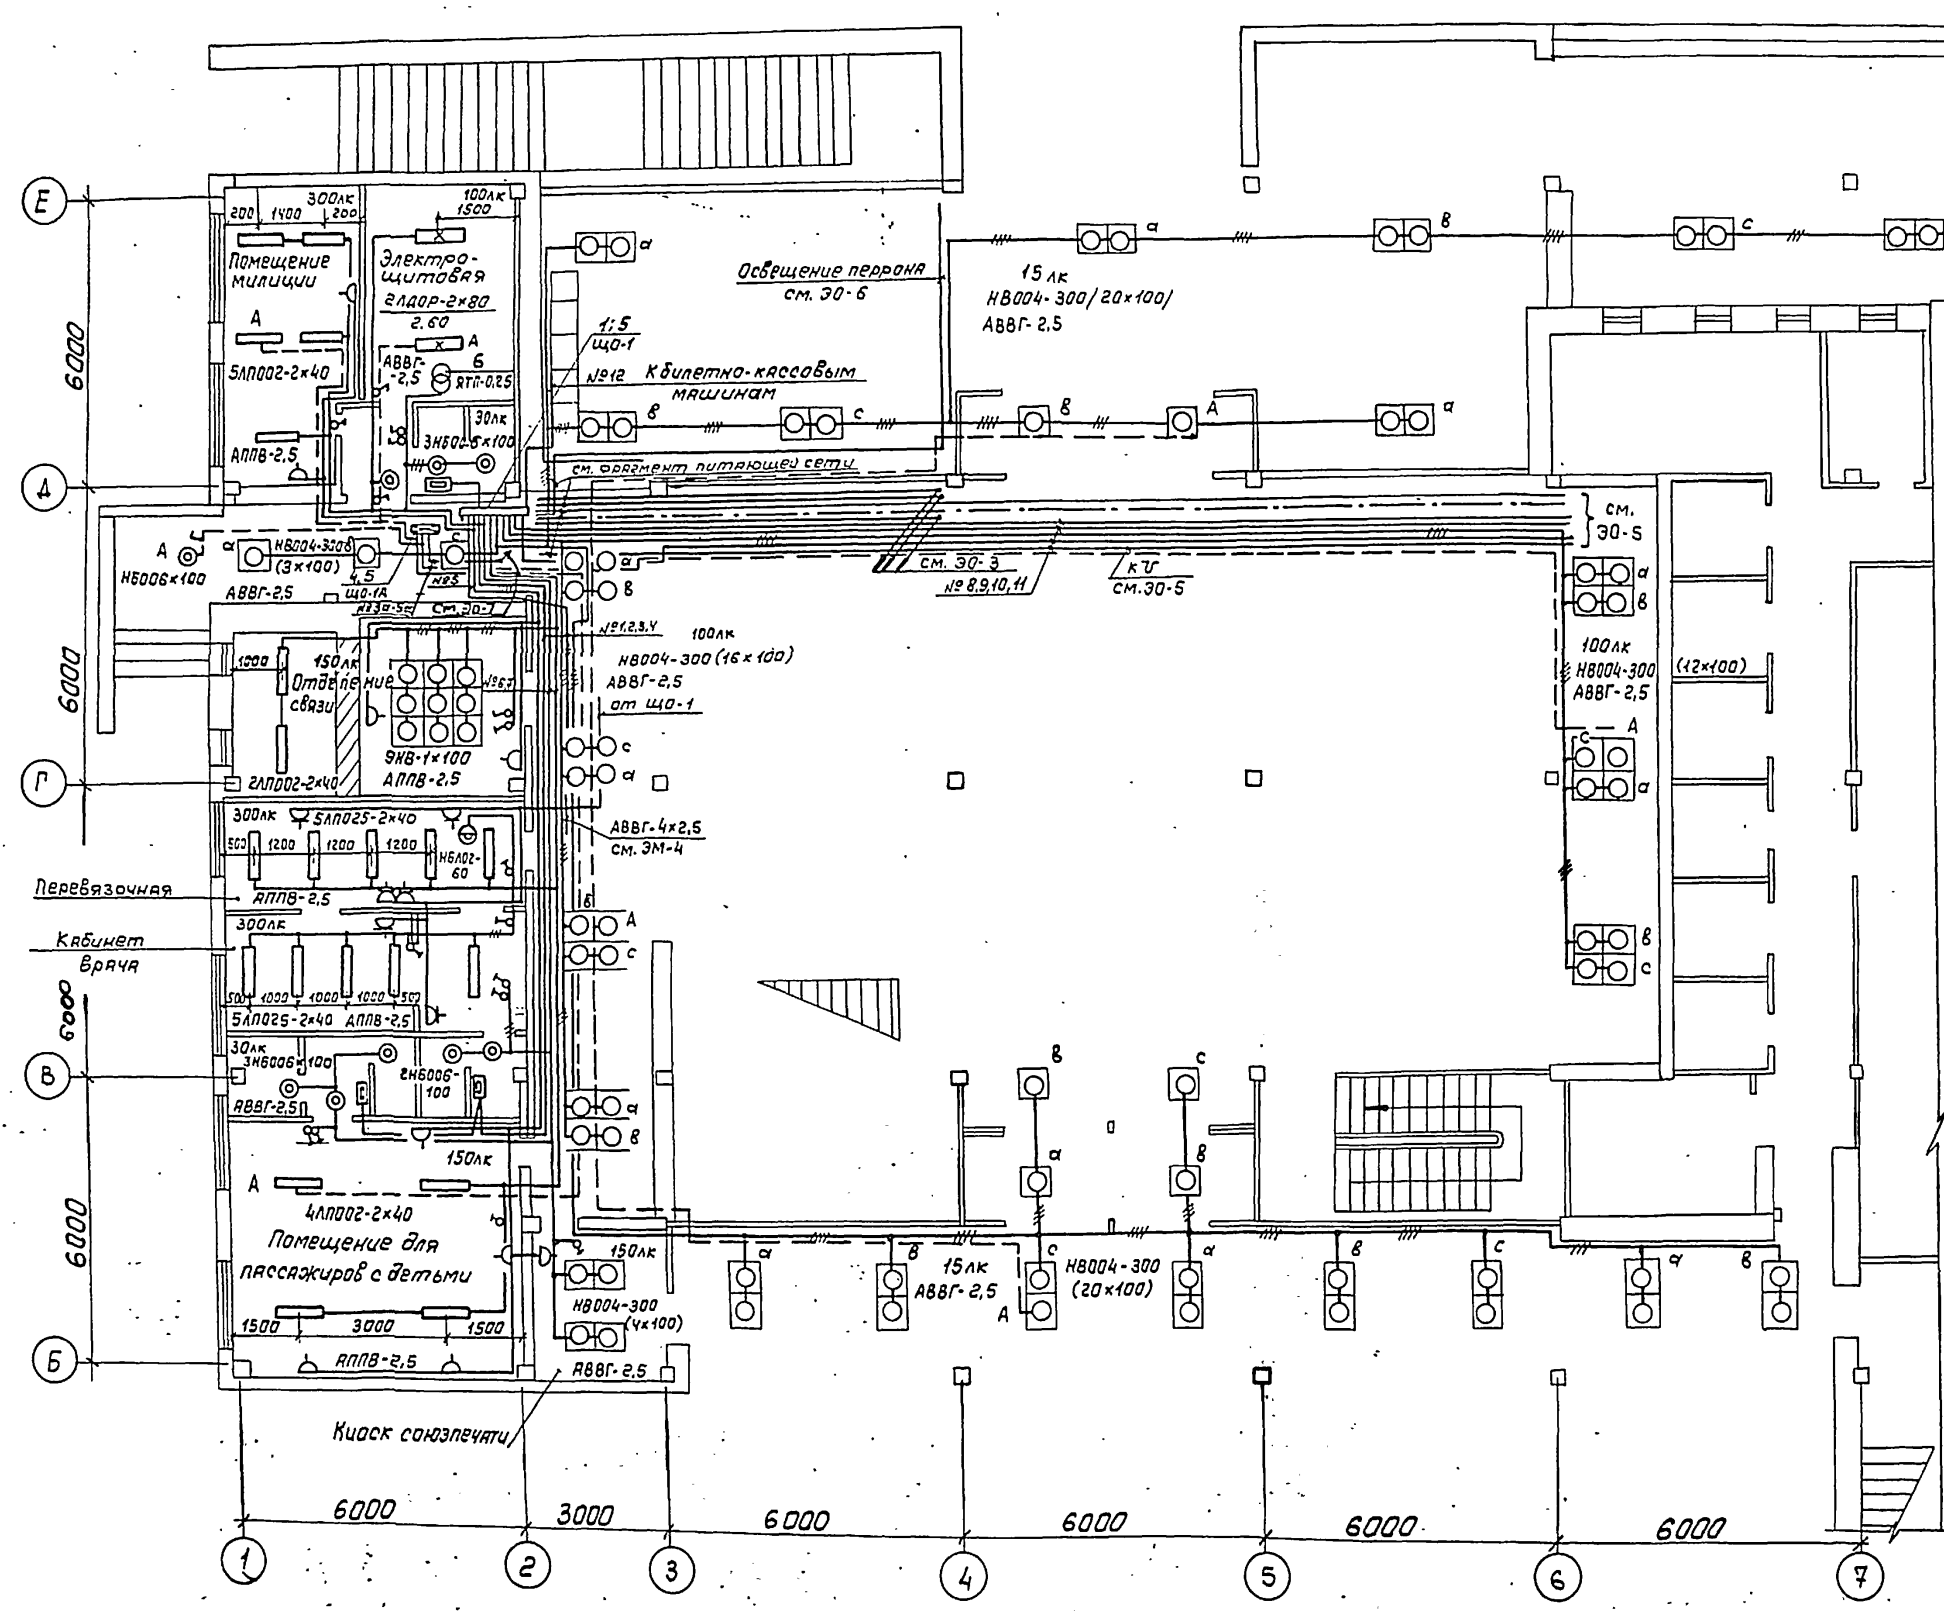 Е
300лк
200
1400
200
100лк
1500
Помещение
милиции
Электро-
щитовая
2ЛДОР-2×80
2.60
А
А
5ЛП002-2×40
АВВГ-
-2,5
6
ЯТП-0.25
30лк
3НБ006×100
АППВ-2,5
6000
а
1÷5
ЩО-1
№12
К билетно-кассовым
машинам
Освещение перрона
см. ЭО-6
15лк
НВ004-300/20×100/
АВВГ-2,5
а
в
с
в
с
в
А
а
см. фрагмент питающей сети
Д
А
НБ006×100
а
НВ004-300
в
(3×100)
с
АВВГ-2,5
4,5
ЩО-1А
№5
см. ЭО-7
а
в
см. ЭО-3
№8,9,10,11
см. ЭО-5
см.
ЭО-5
а
в
6000
1000
150лк
Отделение
связи
№6,7
№1,2,3,4
100лк
НВ004-300(16×100)
АВВГ-2,5
от ЩО-1
100лк
НВ004-300
(12×100)
АВВГ-2,5
А
9НВ-1×100
АППВ-2,5
2ЛП002-2×40
с
а
с
а
Г
300лк
5ЛП025-2×40
500
1200
1200
1200
НБЛ02-
60
АВВГ-4×2,5
см. ЭМ-4
Перевязочная
АППВ-2,5
Кабинет
врача
300лк
в
А
с
в
с
6000
500
1000
1000
1000
500
5ЛП025-2×40
АППВ-2,5
30лк
3НБ006×100
2НБ006-
100
В
АВВГ-2,5
а
в
в
с
а
в
150лк
А
4ЛП002-2×40
6000
Помещение для
пассажиров с детьми
150лк
НВ004-300
(4×100)
а
в
15лк
АВВГ-2,5
с
НВ004-300
(20×100)
А
а
в
с
а
в
1500
3000
1500
АППВ-2,5
АВВГ-2,5
Б
Киоск союзпечати
6000
3000
6000
6000
6000
6000
1
2
3
4
5
6
7